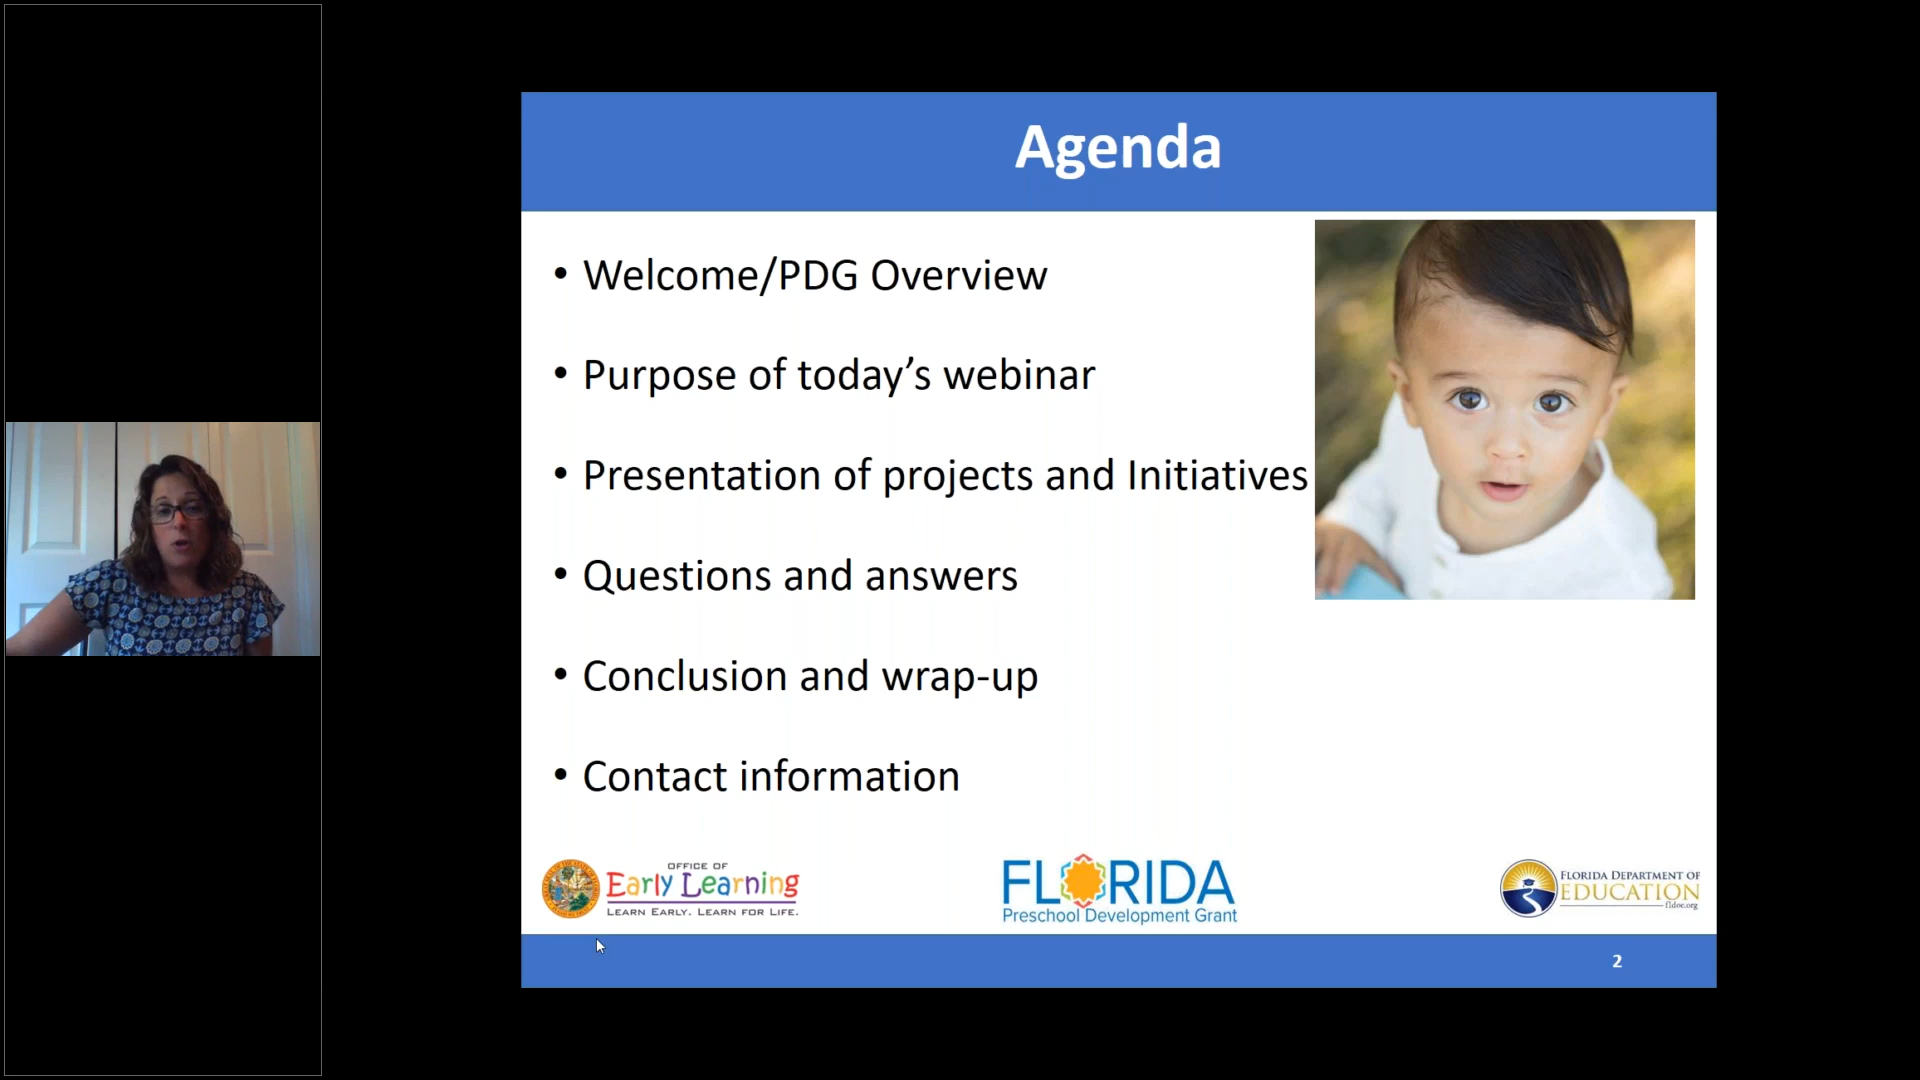 Agenda
• Welcome/PDG Overview
• Purpose of today’s webinar
• Presentation of projects and Initiatives
• Questions and answers
• Conclusion and wrap-up
• Contact information
OFFICE OF
Early Learning
LEARN EARLY. LEARN FOR LIFE.
FLORIDA
Preschool Development Grant
FLORIDA DEPARTMENT OF
EDUCATION
fldoe.org
2